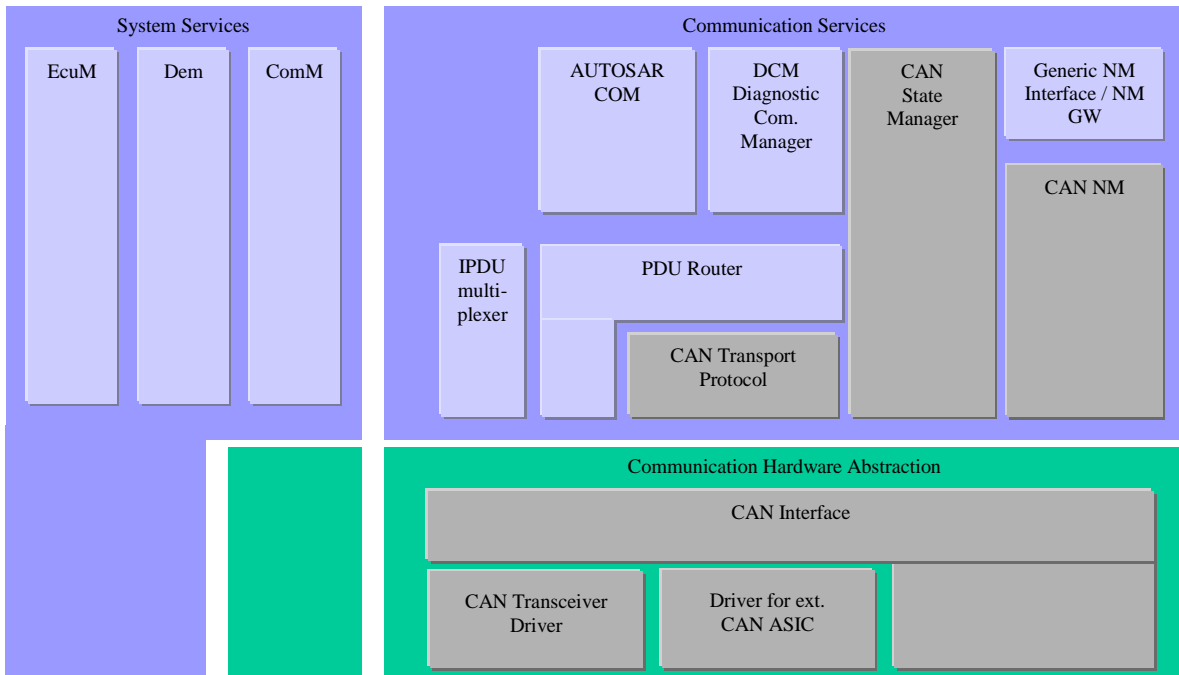 System Services
EcuM
Dem
ComM
Communication Services
AUTOSAR
COM
DCM
Diagnostic
Com.
Manager
CAN
State
Manager
Generic NM
Interface / NM
GW
CAN NM
IPDU
multi-
plexer
PDU Router
CAN Transport
Protocol
Communication Hardware Abstraction
CAN Interface
CAN Transceiver
Driver
Driver for ext.
CAN ASIC